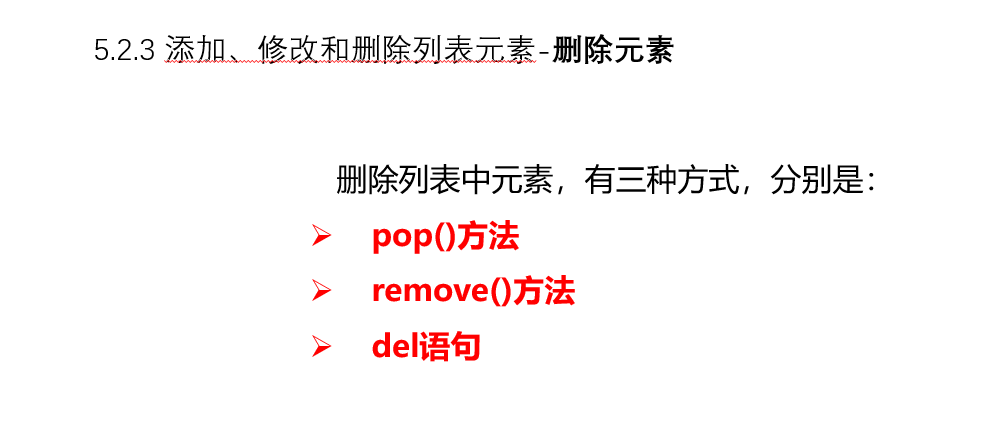 5.2.3 添加、修改和删除列表元素-删除元素
删除列表中元素，有三种方式，分别是：
➢ pop()方法
➢ remove()方法
➢ del语句